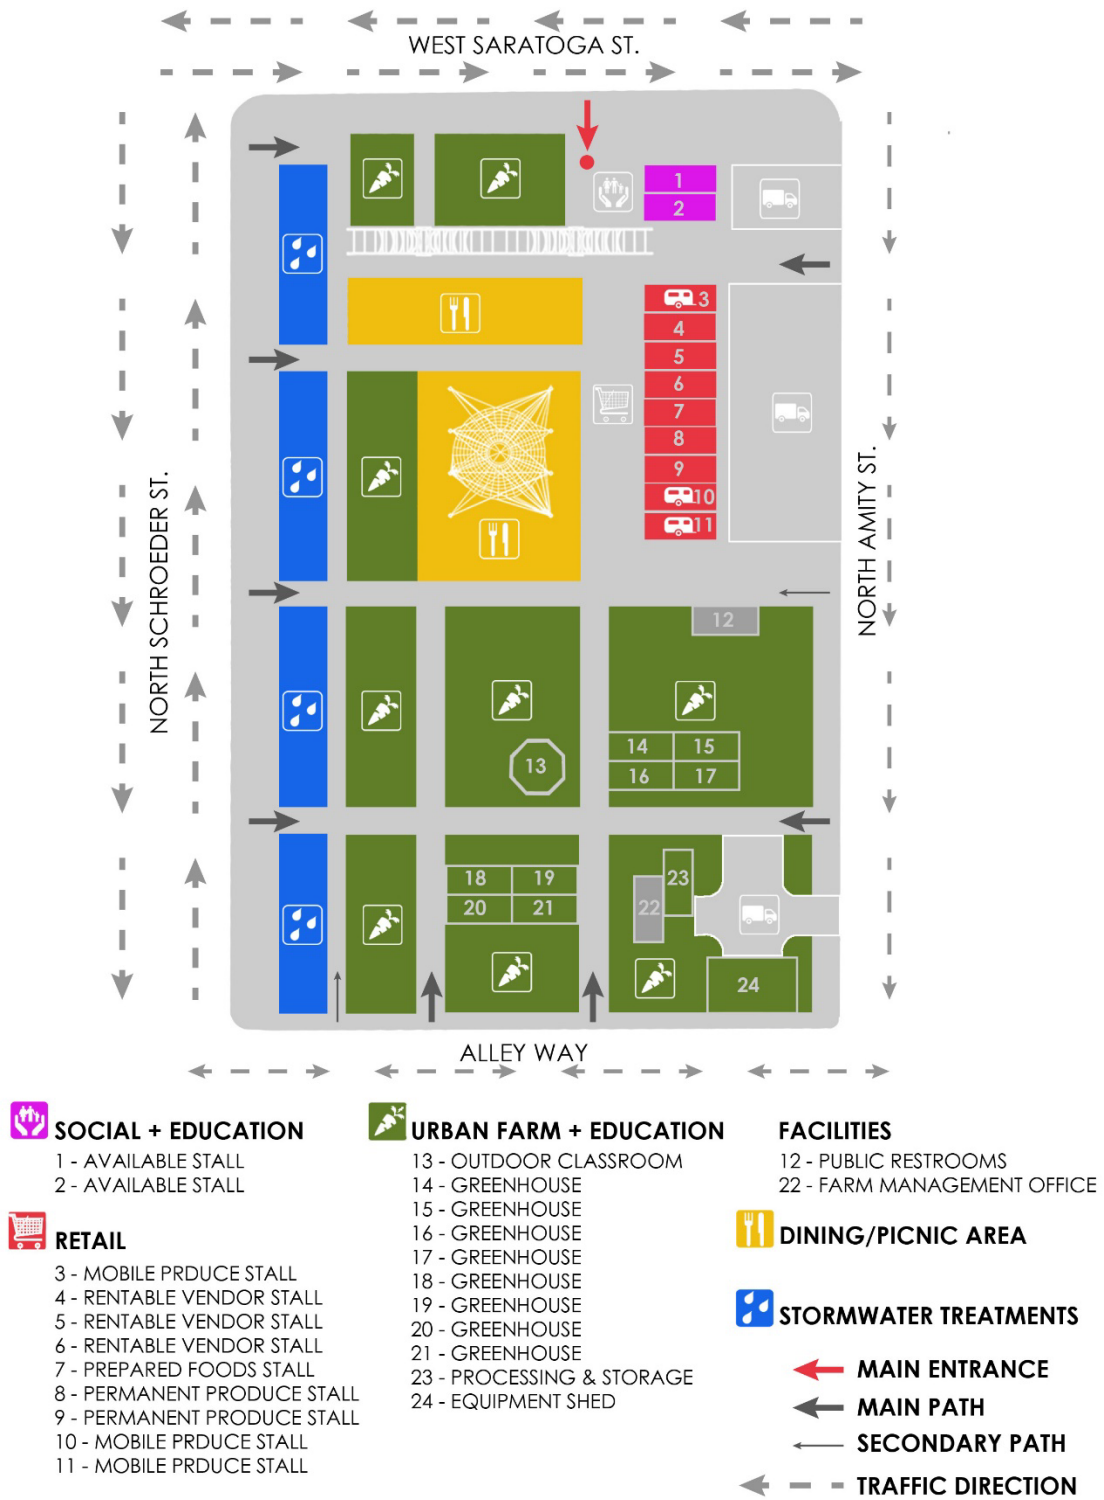 WEST SARATOGA ST.
NORTH SCHROEDER ST.
NORTH AMITY ST.
1
2
3
4
5
6
7
8
9
10
11
12
13
14 15
16 17
18 19
20 21
22
23
24
ALLEY WAY
SOCIAL + EDUCATION
1 - AVAILABLE STALL
2 - AVAILABLE STALL
RETAIL
3 - MOBILE PRDUCE STALL
4 - RENTABLE VENDOR STALL
5 - RENTABLE VENDOR STALL
6 - RENTABLE VENDOR STALL
7 - PREPARED FOODS STALL
8 - PERMANENT PRODUCE STALL
9 - PERMANENT PRODUCE STALL
10 - MOBILE PRDUCE STALL
11 - MOBILE PRDUCE STALL
URBAN FARM + EDUCATION
13 - OUTDOOR CLASSROOM
14 - GREENHOUSE
15 - GREENHOUSE
16 - GREENHOUSE
17 - GREENHOUSE
18 - GREENHOUSE
19 - GREENHOUSE
20 - GREENHOUSE
21 - GREENHOUSE
23 - PROCESSING & STORAGE
24 - EQUIPMENT SHED
FACILITIES
12 - PUBLIC RESTROOMS
22 - FARM MANAGEMENT OFFICE
DINING/PICNIC AREA
STORMWATER TREATMENTS
MAIN ENTRANCE
MAIN PATH
SECONDARY PATH
TRAFFIC DIRECTION